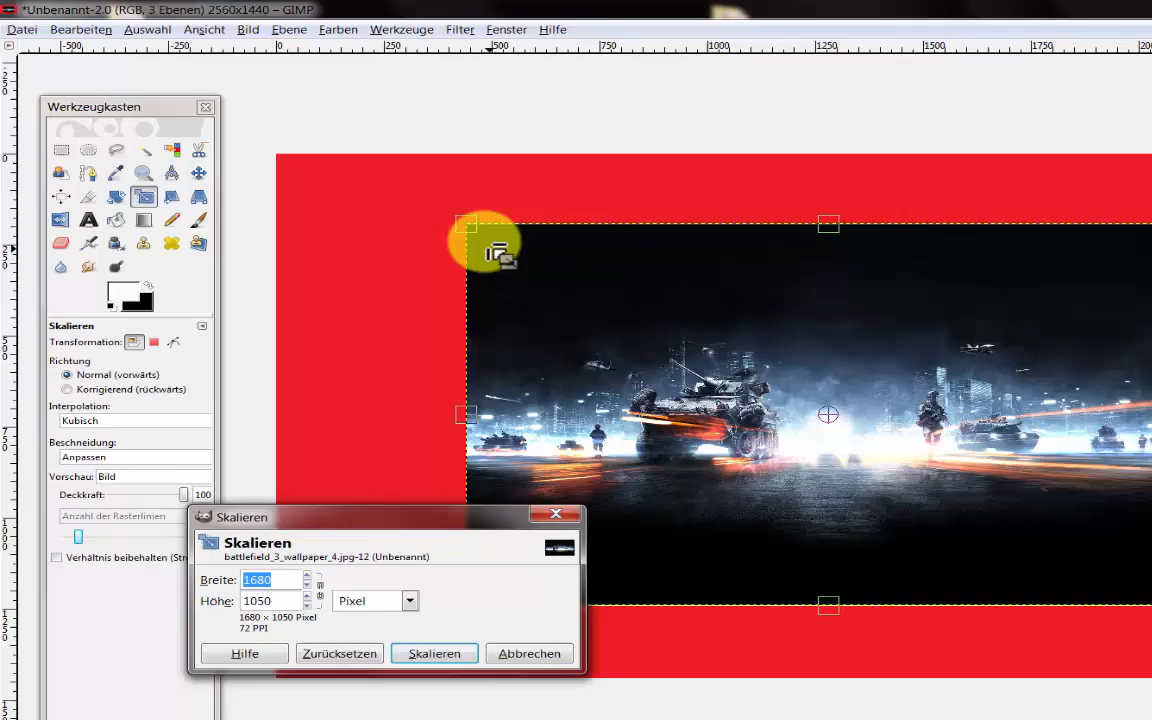 *Unbenannt-2.0 (RGB, 3 Ebenen) 2560x1440 – GIMP
Datei Bearbeiten Auswahl Ansicht Bild Ebene Farben Werkzeuge Filter Fenster Hilfe
-500 -250 0 250 500 750 1000 1250 1500 1750
Werkzeugkasten
Skalieren
Transformation:
Richtung
Normal (vorwärts)
Korrigierend (rückwärts)
Interpolation:
Kubisch
Beschneidung:
Anpassen
Vorschau: Bild
Deckkraft: 100
Anzahl der Rasterlinien
Verhältnis beibehalten (Str
Skalieren
Skalieren
battlefield_3_wallpaper_4.jpg-12 (Unbenannt)
Breite: 1680
Höhe: 1050 Pixel
1680 × 1050 Pixel
72 PPI
Hilfe Zurücksetzen Skalieren Abbrechen